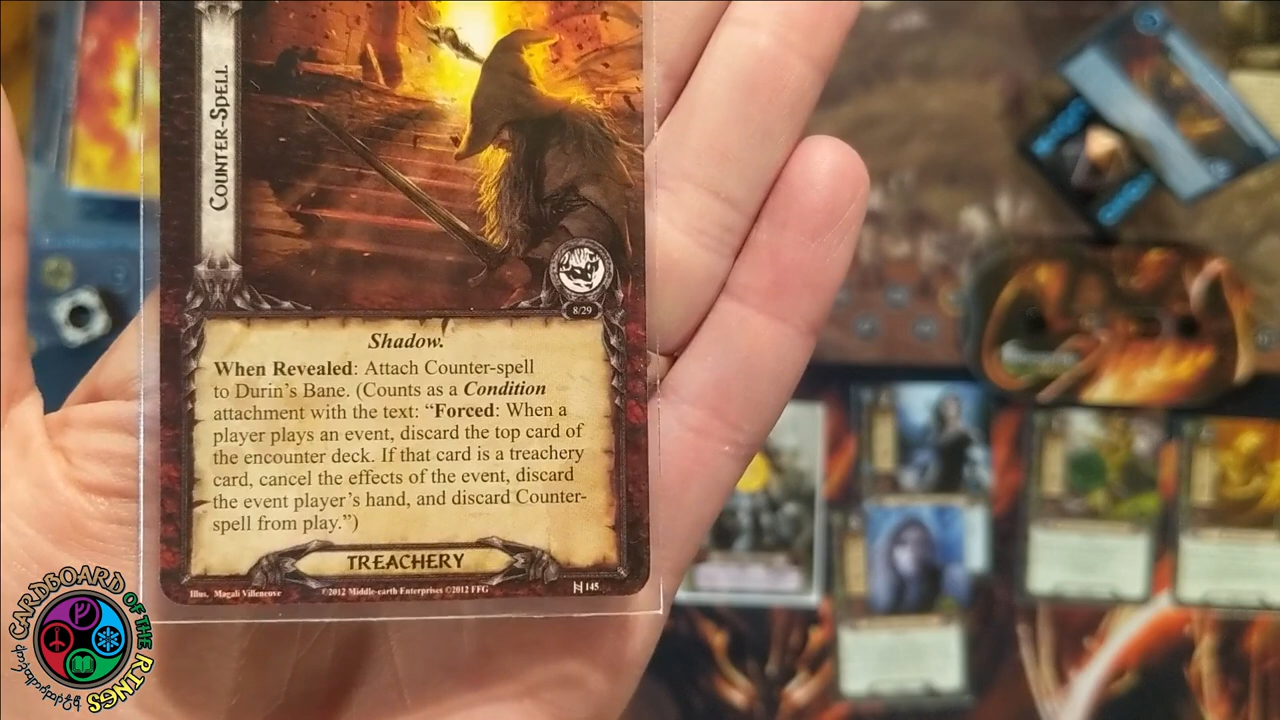 COUNTER-SPELL
8/29
Shadow.
When Revealed: Attach Counter-spell
to Durin's Bane. (Counts as a Condition
attachment with the text: “Forced: When a
player plays an event, discard the top card of
the encounter deck. If that card is a treachery
card, cancel the effects of the event, discard
the event player's hand, and discard Counter-
spell from play.”)
TREACHERY
Illus. Magali Villeneuve
©2012 Middle-earth Enterprises ©2012 FFG
145
CARDBOARD OF THE RINGS